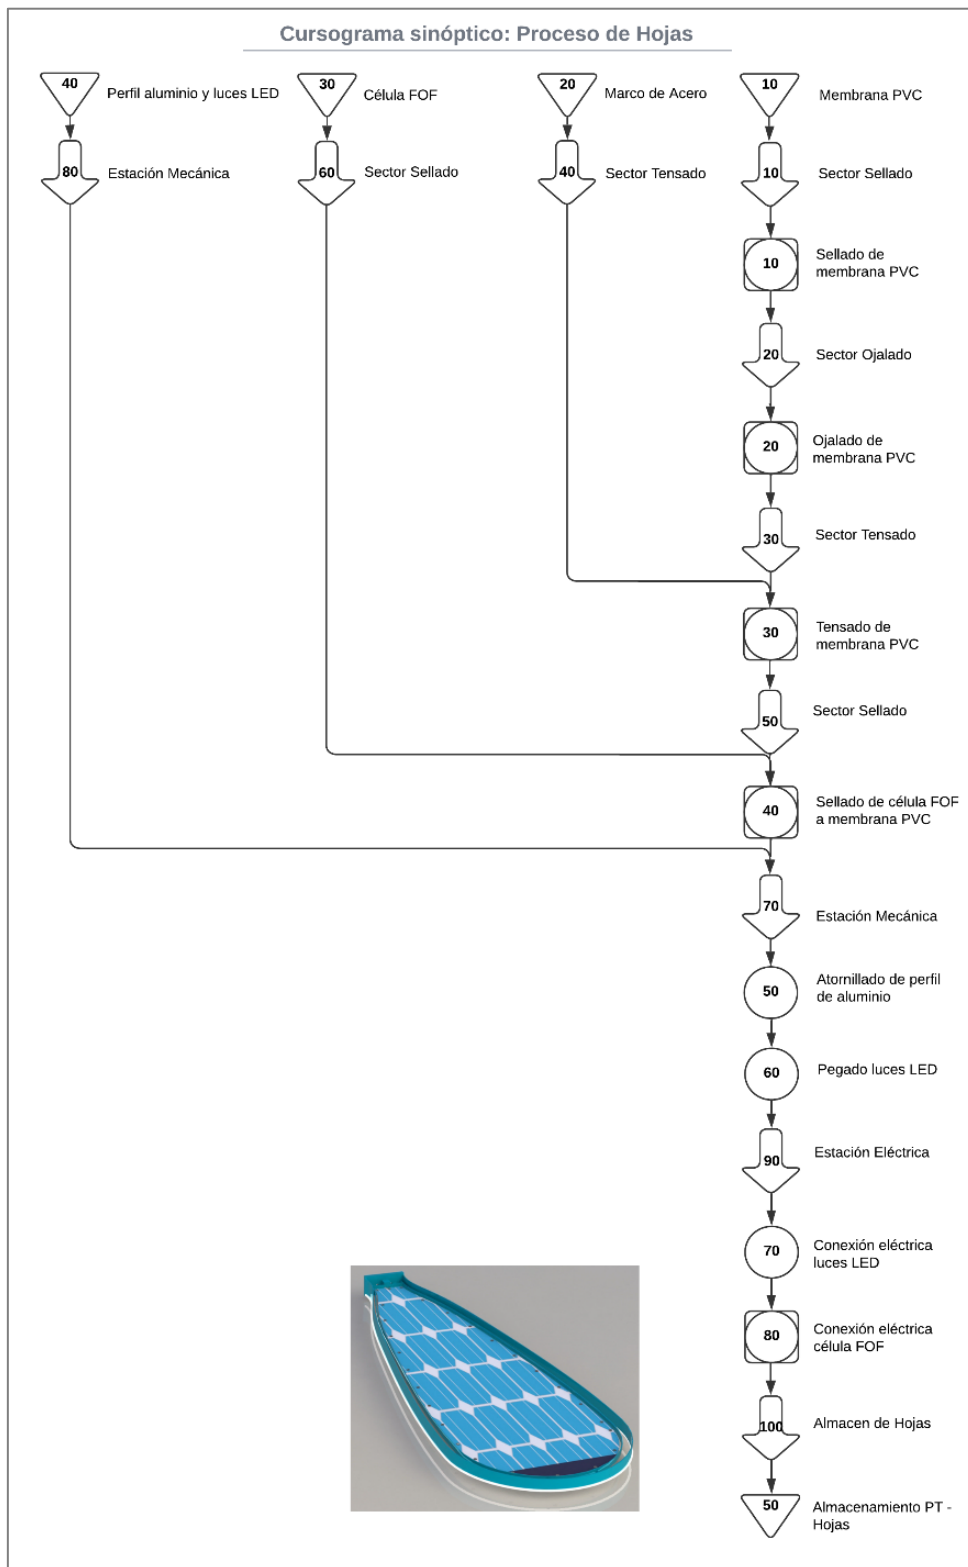 Cursograma sinóptico: Proceso de Hojas
40
Perfil aluminio y luces LED
30
Célula FOF
20
Marco de Acero
10
Membrana PVC
80
Estación Mecánica
60
Sector Sellado
40
Sector Tensado
10
Sector Sellado
10
Sellado de
membrana PVC
20
Sector Ojalado
20
Ojalado de
membrana PVC
30
Sector Tensado
30
Tensado de
membrana PVC
50
Sector Sellado
40
Sellado de célula FOF
a membrana PVC
70
Estación Mecánica
50
Atornillado de perfil
de aluminio
60
Pegado luces LED
90
Estación Eléctrica
70
Conexión eléctrica
luces LED
80
Conexión eléctrica
célula FOF
100
Almacen de Hojas
50
Almacenamiento PT -
Hojas